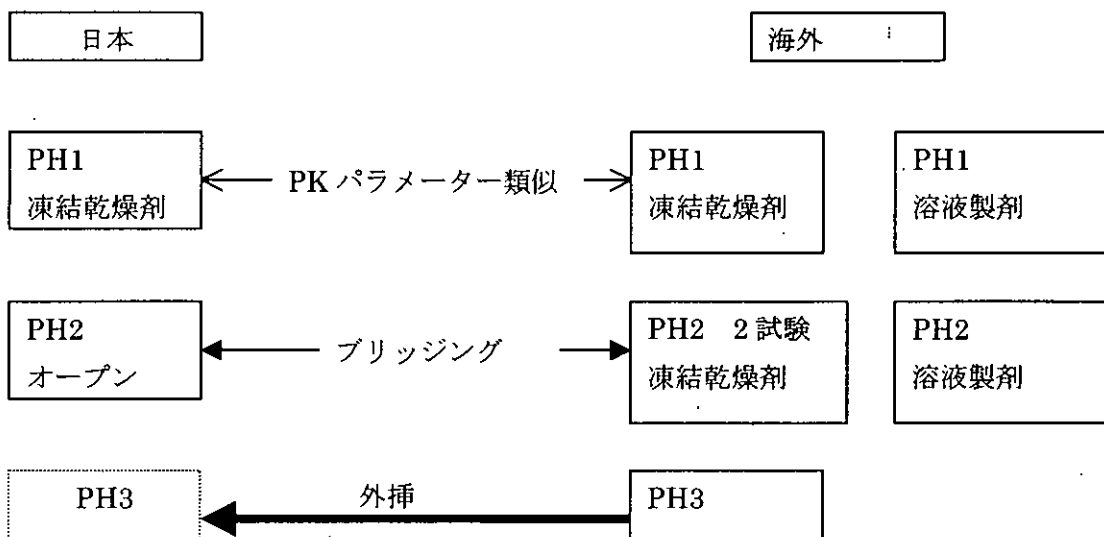 日本
海外
PH1
凍結乾燥剤
PK パラメーター類似
PH1
凍結乾燥剤
PH1
溶液製剤
PH2
オープン
ブリッジング
PH2 2試験
凍結乾燥剤
PH2
溶液製剤
PH3
外挿
PH3